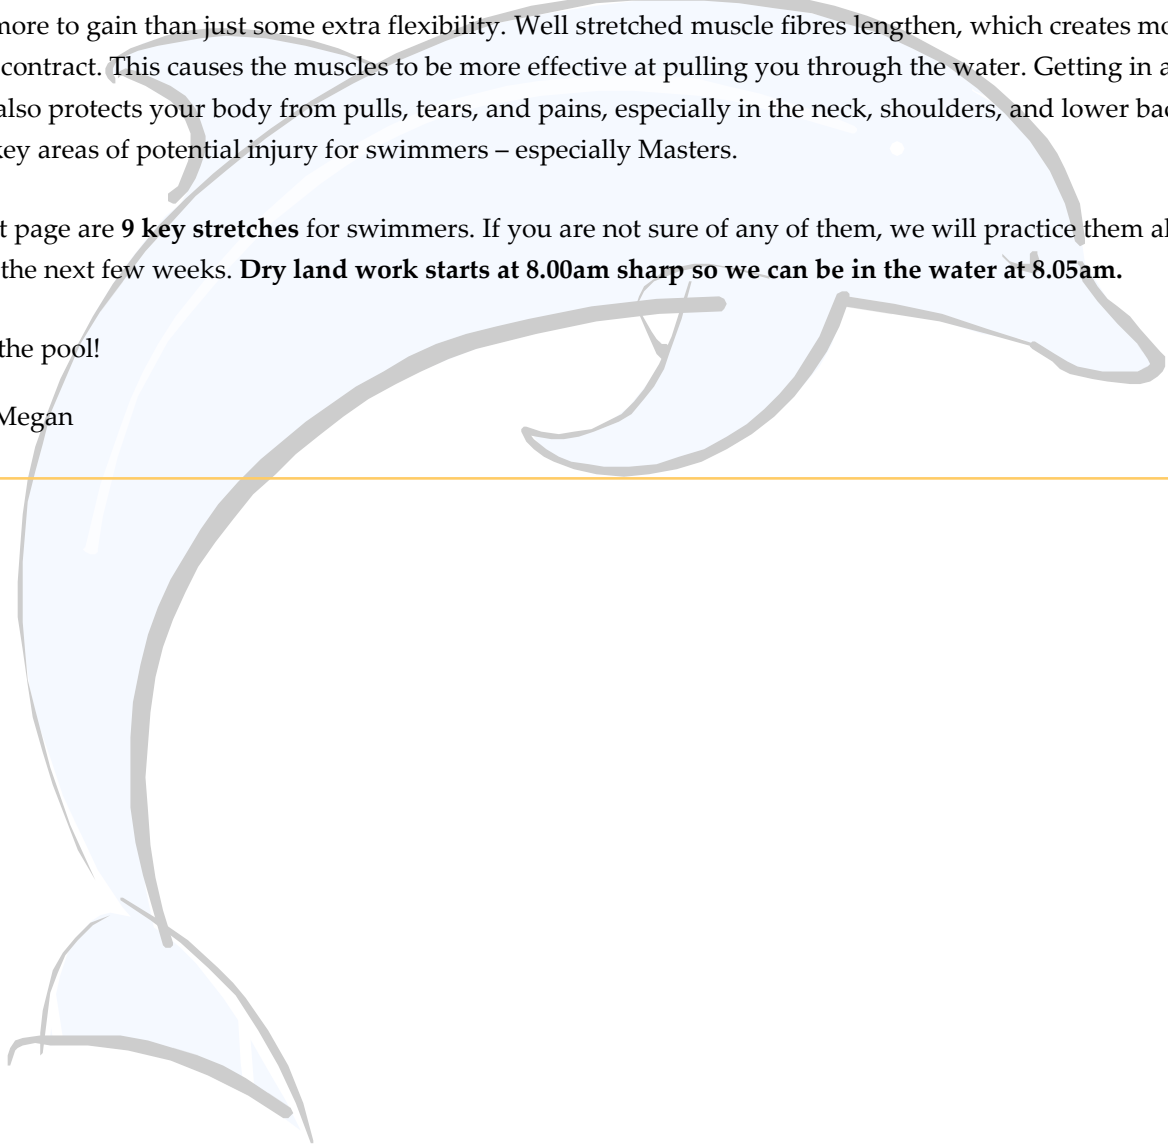 more to gain than just some extra flexibility. Well stretched muscle fibres lengthen, which creates mo
contract. This causes the muscles to be more effective at pulling you through the water. Getting in a
also protects your body from pulls, tears, and pains, especially in the neck, shoulders, and lower bac
key areas of potential injury for swimmers – especially Masters.
t page are 9 key stretches for swimmers. If you are not sure of any of them, we will practice them al
the next few weeks. Dry land work starts at 8.00am sharp so we can be in the water at 8.05am.
the pool!
Megan